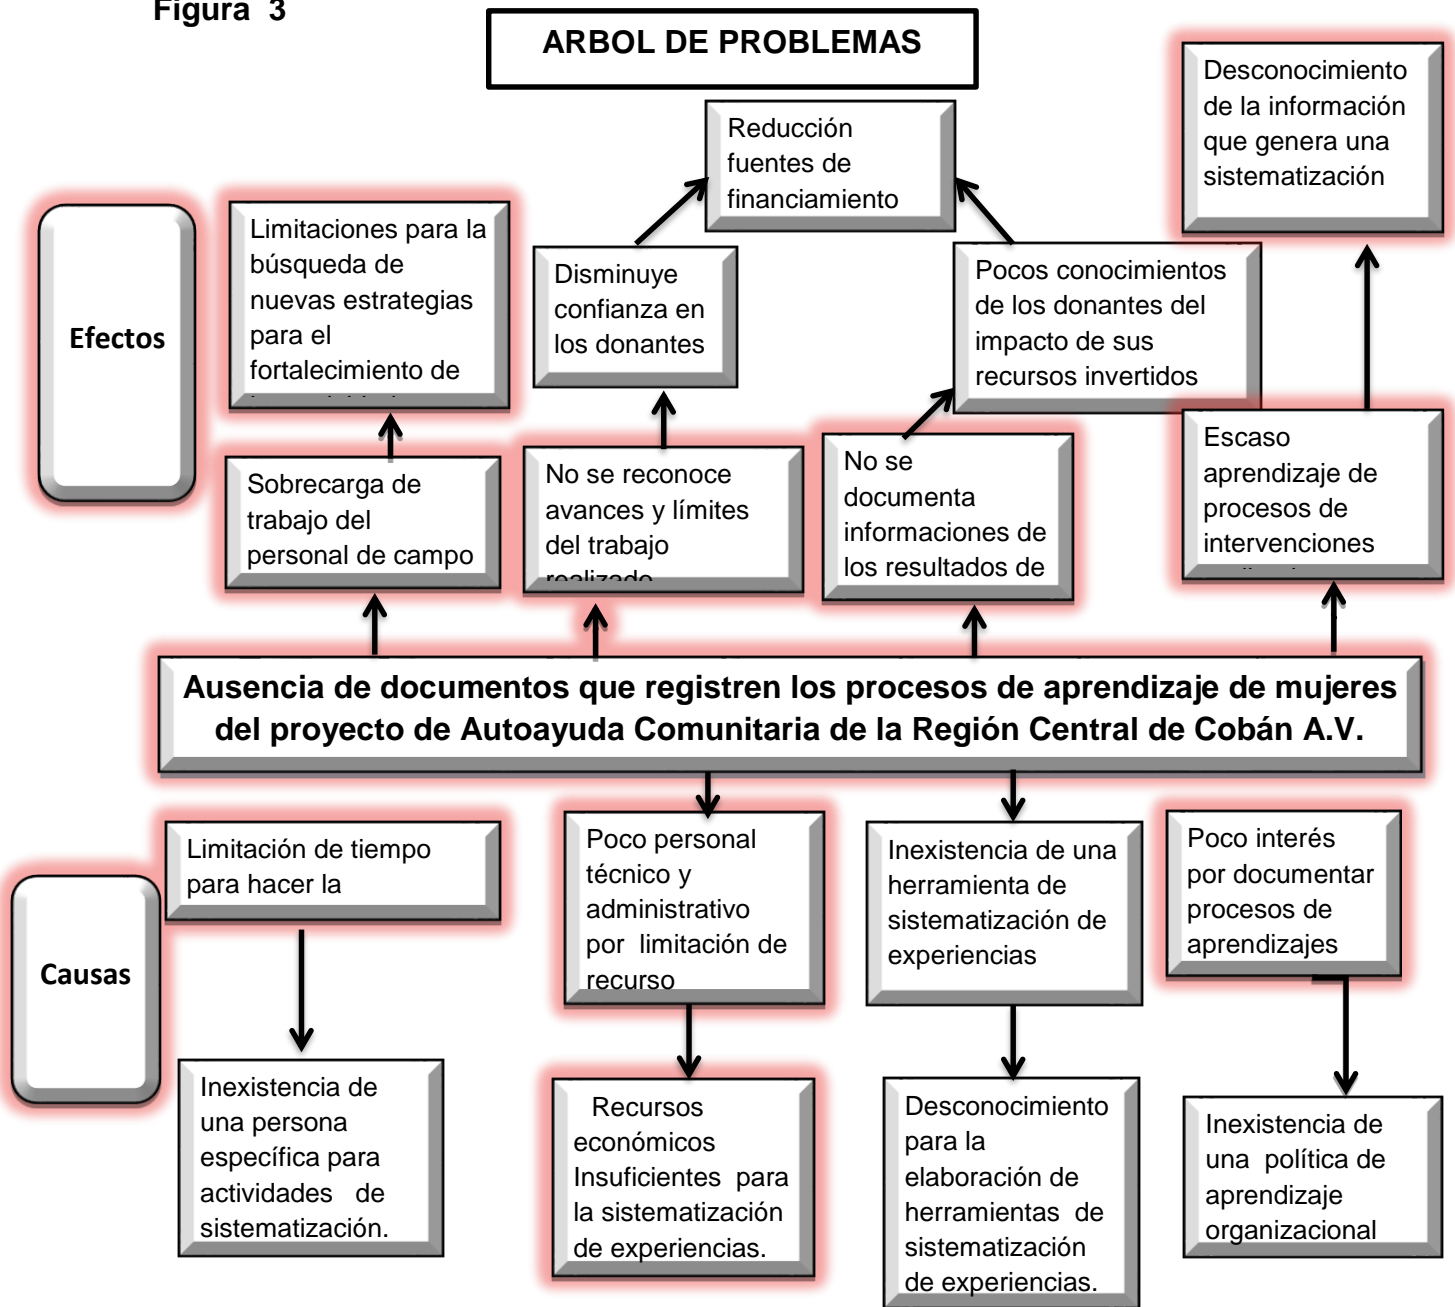 Figura 3
ARBOL DE PROBLEMAS
Desconocimiento
de la información
que genera una
sistematización
Reducción
fuentes de
financiamiento
Efectos
Limitaciones para la
búsqueda de
nuevas estrategias
para el
fortalecimiento de
Disminuye
confianza en
los donantes
Pocos conocimientos
de los donantes del
impacto de sus
recursos invertidos
Sobrecarga de
trabajo del
personal de campo
No se reconoce
avances y límites
del trabajo
realizado
No se
documenta
informaciones de
los resultados de
Escaso
aprendizaje de
procesos de
intervenciones
Ausencia de documentos que registren los procesos de aprendizaje de mujeres
del proyecto de Autoayuda Comunitaria de la Región Central de Cobán A.V.
Causas
Limitación de tiempo
para hacer la
Poco personal
técnico y
administrativo
por limitación de
recurso
Inexistencia de una
herramienta de
sistematización de
experiencias
Poco interés
por documentar
procesos de
aprendizajes
Inexistencia de
una persona
específica para
actividades de
sistematización.
Recursos
económicos
Insuficientes para
la sistematización
de experiencias.
Desconocimiento
para la
elaboración de
herramientas de
sistematización
de experiencias.
Inexistencia de
una política de
aprendizaje
organizacional